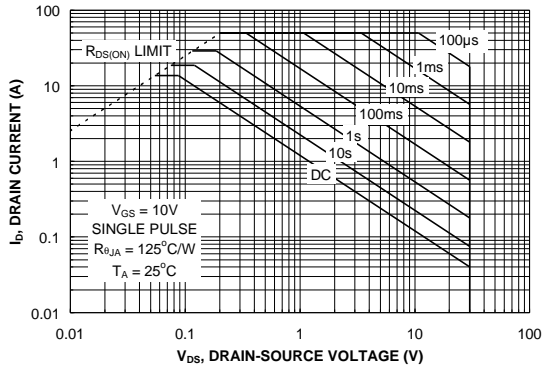 100
10
1
0.1
0.01
0.01
0.1
1
10
100
I_D, DRAIN CURRENT (A)
V_DS, DRAIN-SOURCE VOLTAGE (V)
R_DS(ON) LIMIT
100µs
1ms
10ms
100ms
1s
10s
DC
V_GS = 10V
SINGLE PULSE
R_θJA = 125°C/W
T_A = 25°C